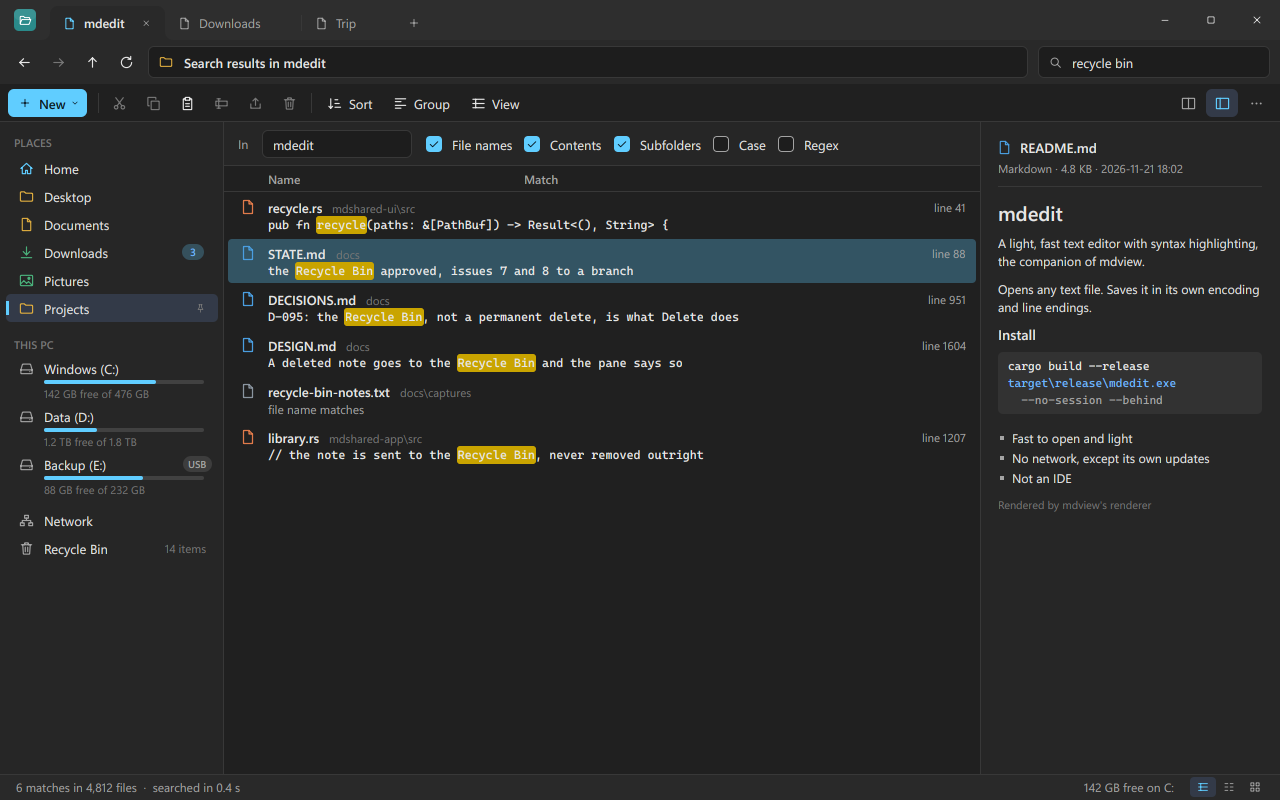 mdedit
Downloads
Trip
Search results in mdedit
recycle bin
New
Sort
Group
View
PLACES
Home
Desktop
Documents
Downloads 3
Pictures
Projects
THIS PC
Windows (C:)
142 GB free of 476 GB
Data (D:)
1.2 TB free of 1.8 TB
Backup (E:) USB
88 GB free of 232 GB
Network
Recycle Bin 14 items
In mdedit File names Contents Subfolders Case Regex
Name Match
recycle.rs mdshared-ui\src line 41
pub fn recycle(paths: &[PathBuf]) -> Result<(), String> {
STATE.md docs line 88
the Recycle Bin approved, issues 7 and 8 to a branch
DECISIONS.md docs line 951
D-095: the Recycle Bin, not a permanent delete, is what Delete does
DESIGN.md docs line 1604
A deleted note goes to the Recycle Bin and the pane says so
recycle-bin-notes.txt docs\captures
file name matches
library.rs mdshared-app\src line 1207
// the note is sent to the Recycle Bin, never removed outright
README.md
Markdown · 4.8 KB · 2026-11-21 18:02
mdedit
A light, fast text editor with syntax highlighting,
the companion of mdview.
Opens any text file. Saves it in its own encoding
and line endings.
Install
cargo build --release
target\release\mdedit.exe
--no-session --behind
Fast to open and light
No network, except its own updates
Not an IDE
Rendered by mdview's renderer
6 matches in 4,812 files · searched in 0.4 s
142 GB free on C: